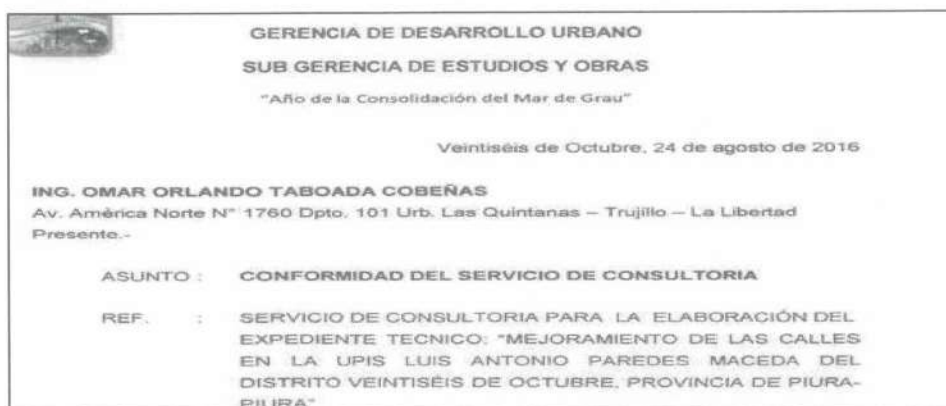 GERENCIA DE DESARROLLO URBANO
SUB GERENCIA DE ESTUDIOS Y OBRAS
"Año de la Consolidación del Mar de Grau"
Veintiséis de Octubre, 24 de agosto de 2016
ING. OMAR ORLANDO TABOADA COBEÑAS
Av. América Norte N° 1760 Dpto. 101 Urb. Las Quintanas – Trujillo – La Libertad
Presente.-
ASUNTO : CONFORMIDAD DEL SERVICIO DE CONSULTORIA
REF. : SERVICIO DE CONSULTORIA PARA LA ELABORACIÓN DEL
EXPEDIENTE TECNICO: "MEJORAMIENTO DE LAS CALLES
EN LA UPIS LUIS ANTONIO PAREDES MACEDA DEL
DISTRITO VEINTISÉIS DE OCTUBRE, PROVINCIA DE PIURA-
PIURA"